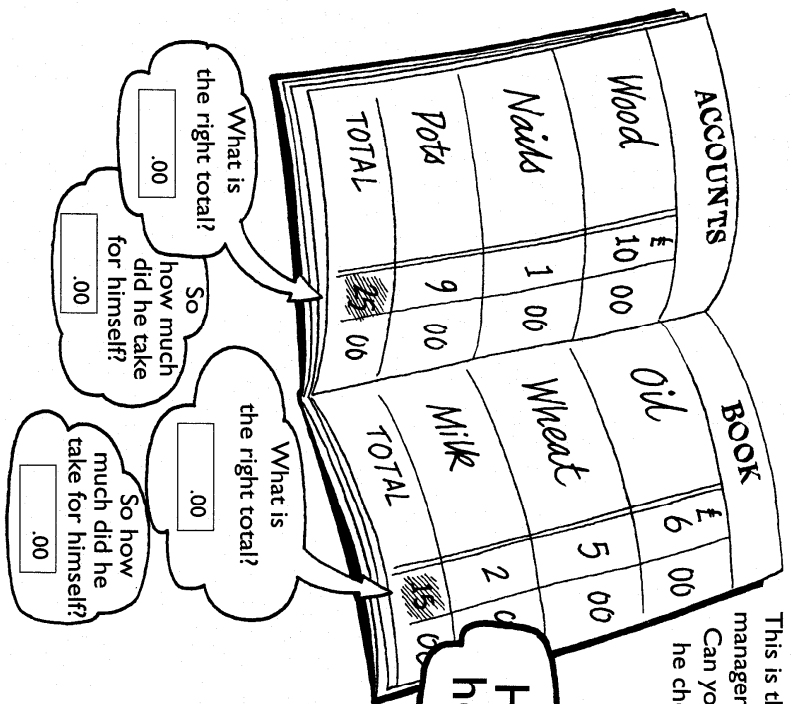 This is
manager
Can
he
ACCOUNTS
£
Wood 10 00
Nails 1 00
Pots 9 00
TOTAL 25 00
BOOK
£
Oil 6 00
Wheat 5 00
Milk 2
TOTAL 15 00
What is
the right total?
.00
So
how much
did he take
for himself?
.00
What is
the right total?
.00
So how
much did he
take for himself?
.00